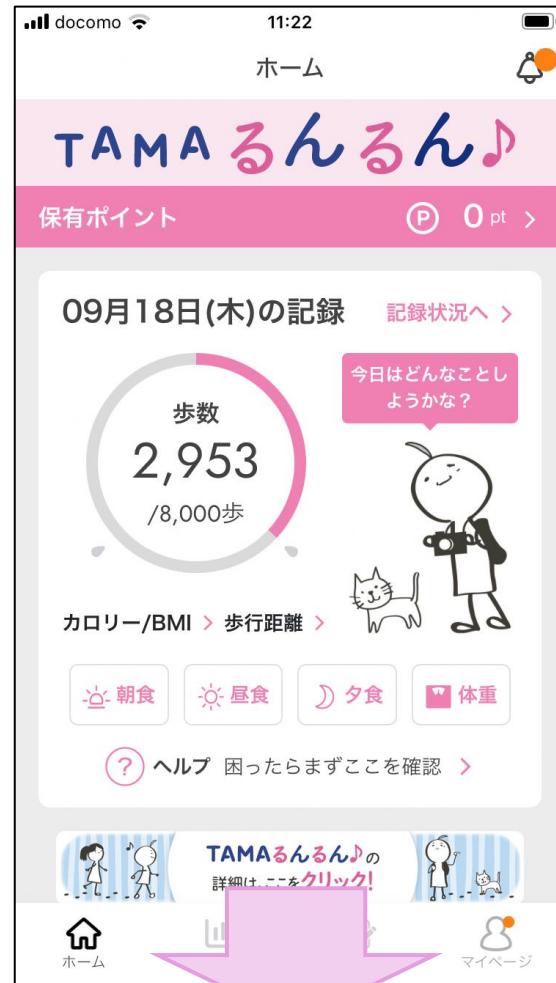 docomo 11:22
ホーム
TAMAるんるん♪
保有ポイント P 0 pt >
09月18日(木)の記録 記録状況へ >
今日はどんなことし
ようかな？
歩数
2,953
/8,000歩
カロリー/BMI > 歩行距離 >
朝食 昼食 夕食 体重
? ヘルプ 困ったらまずここを確認 >
TAMAるんるん♪の
詳細は、ここをクリック!
ホーム マイページ